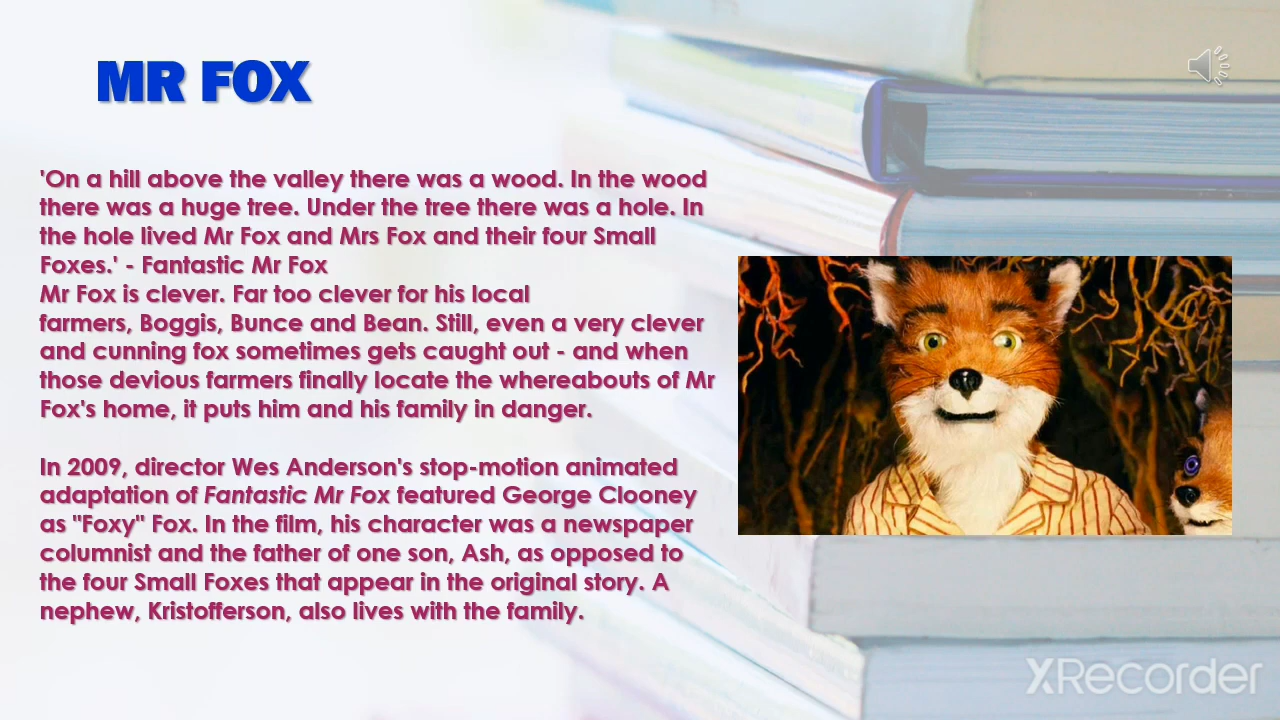 MR FOX
'On a hill above the valley there was a wood. In the wood
there was a huge tree. Under the tree there was a hole. In
the hole lived Mr Fox and Mrs Fox and their four Small
Foxes.' - Fantastic Mr Fox
Mr Fox is clever. Far too clever for his local
farmers, Boggis, Bunce and Bean. Still, even a very clever
and cunning fox sometimes gets caught out - and when
those devious farmers finally locate the whereabouts of Mr
Fox's home, it puts him and his family in danger.
In 2009, director Wes Anderson's stop-motion animated
adaptation of Fantastic Mr Fox featured George Clooney
as "Foxy" Fox. In the film, his character was a newspaper
columnist and the father of one son, Ash, as opposed to
the four Small Foxes that appear in the original story. A
nephew, Kristofferson, also lives with the family.
XRecorder